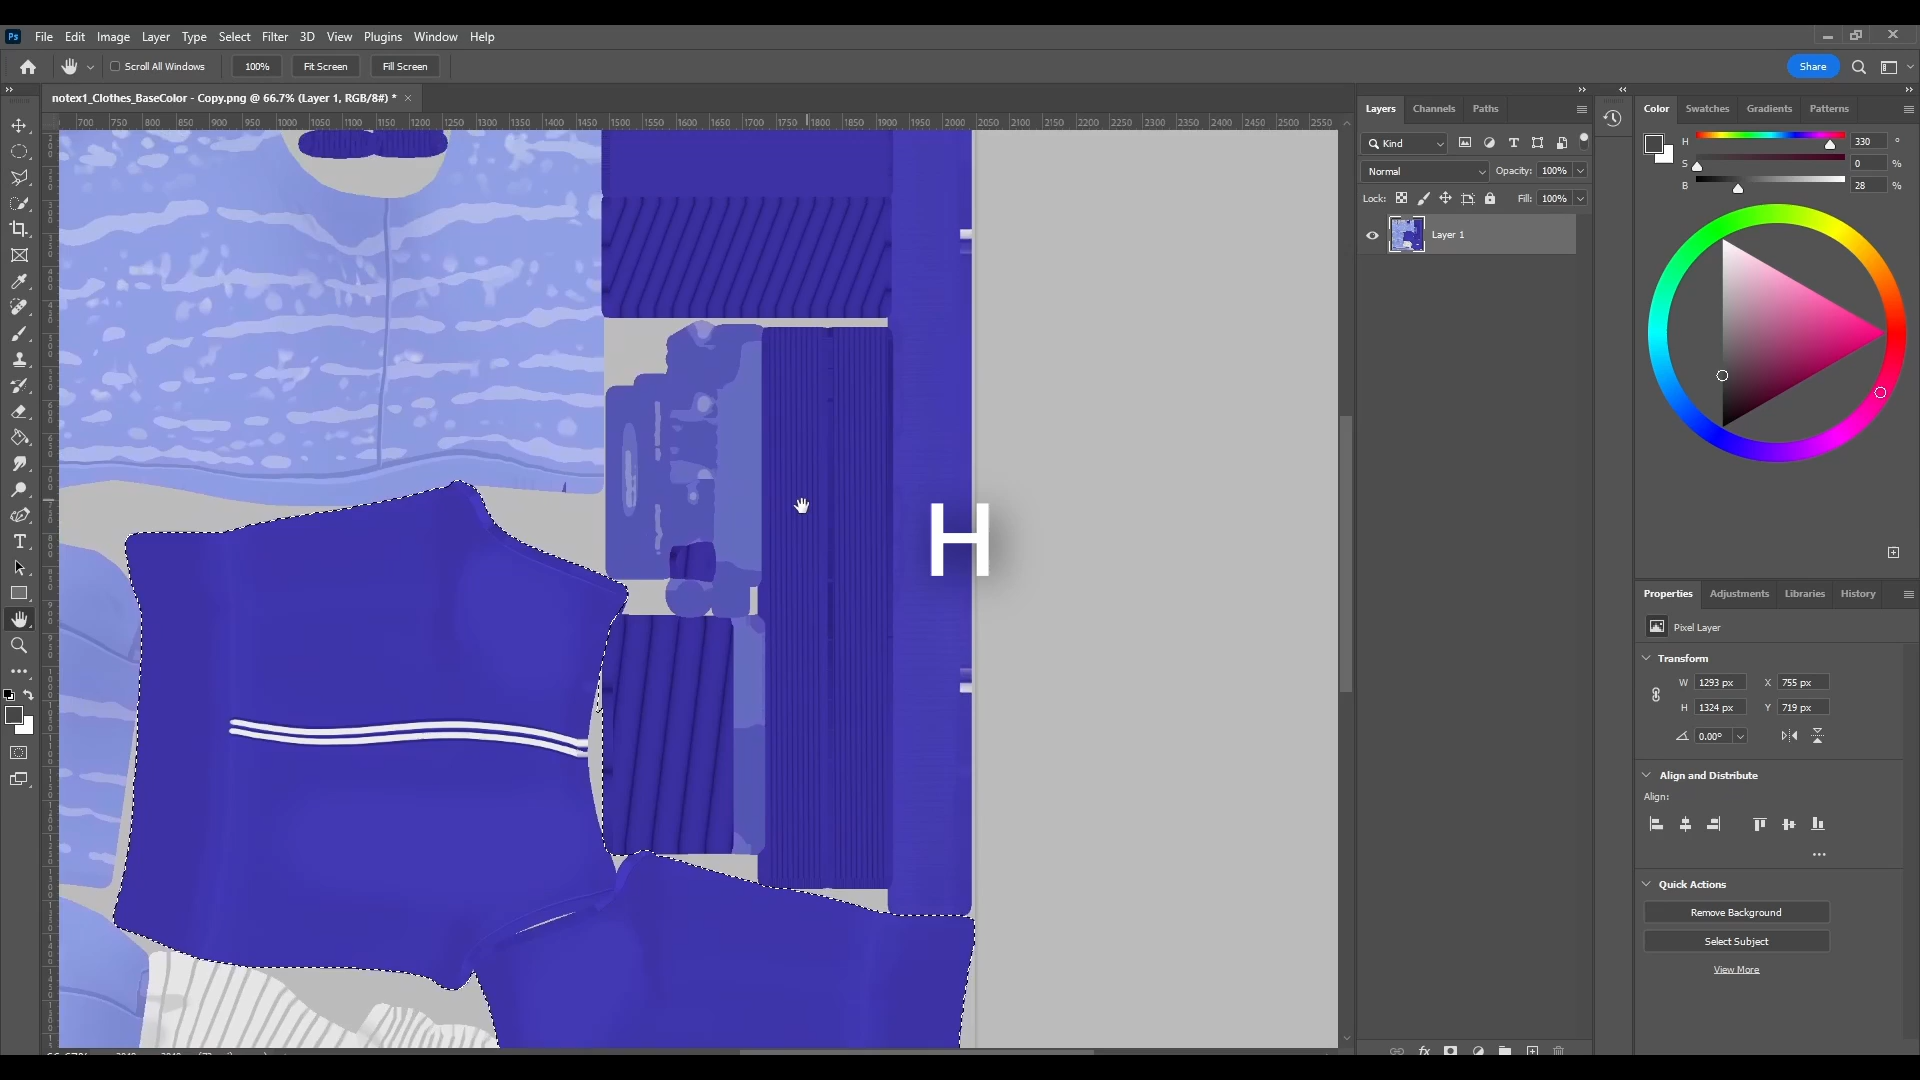 Ps File Edit Image Layer Type Select Filter 3D View Plugins Window Help
Scroll All Windows 100% Fit Screen Fill Screen Share
notex1_Clothes_BaseColor - Copy.png @ 66.7% (Layer 1, RGB/8#) * ×
700 750 800 850 900 950 1000 1050 1100 1150 1200 1250 1300 1350 1400 1450 1500 1550 1600 1650 1700 1750 1800 1850 1900 1950 2000 2050 2100 2150 2200 2250 2300 2350 2400 2450 2500 2550
H
Layers Channels Paths
Kind
Normal Opacity: 100%
Lock: Fill: 100%
Layer 1
fx
Color Swatches Gradients Patterns
H 330 °
S 0 %
B 28 %
Properties Adjustments Libraries History
Pixel Layer
Transform
W 1293 px X 755 px
H 1324 px Y 719 px
0.00°
Align and Distribute
Align:
Quick Actions
Remove Background
Select Subject
View More